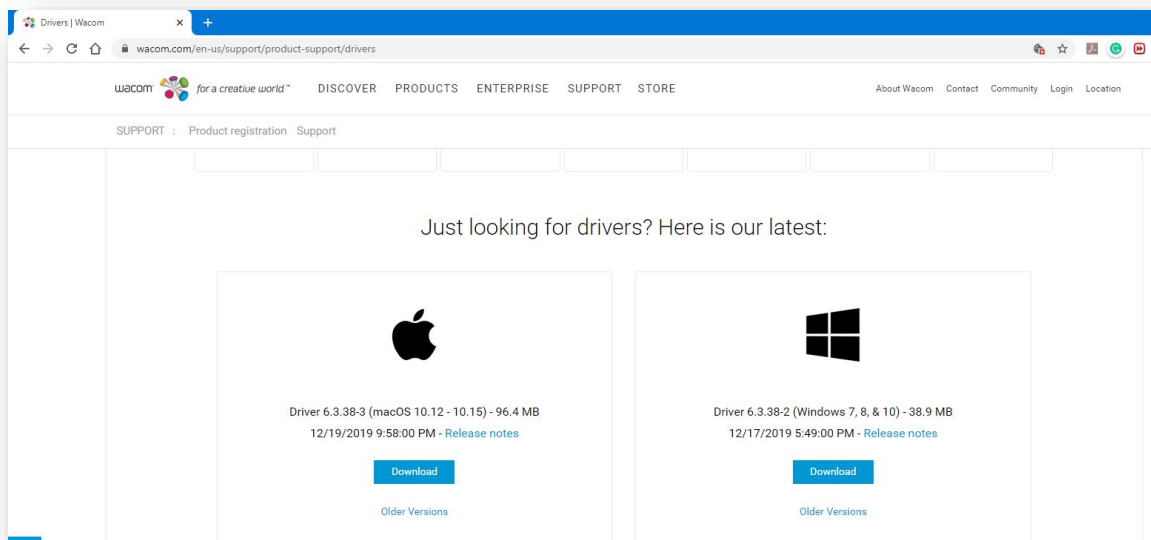 Drivers | Wacom
wacom.com/en-us/support/product-support/drivers
wacom for a creative world™ DISCOVER PRODUCTS ENTERPRISE SUPPORT STORE About Wacom Contact Community Login Location
SUPPORT : Product registration Support
Just looking for drivers? Here is our latest:
Driver 6.3.38-3 (macOS 10.12 - 10.15) - 96.4 MB
12/19/2019 9:58:00 PM - Release notes
Download
Older Versions
Driver 6.3.38-2 (Windows 7, 8, & 10) - 38.9 MB
12/17/2019 5:49:00 PM - Release notes
Download
Older Versions